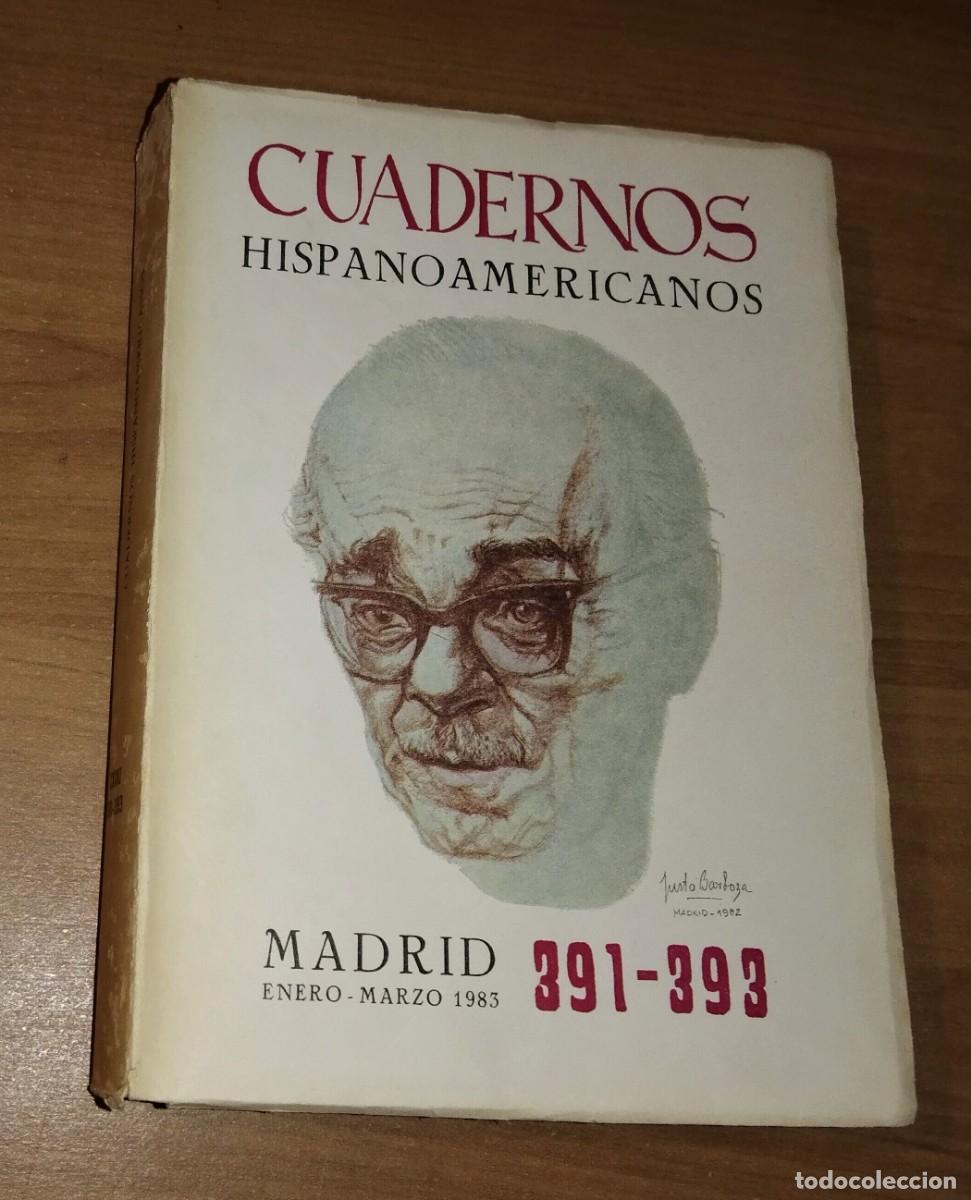 CUADERNOS
HISPANOAMERICANOS
Justo Barboza
MADRID-1982
MADRID
ENERO - MARZO 1983
391-393
todocoleccion